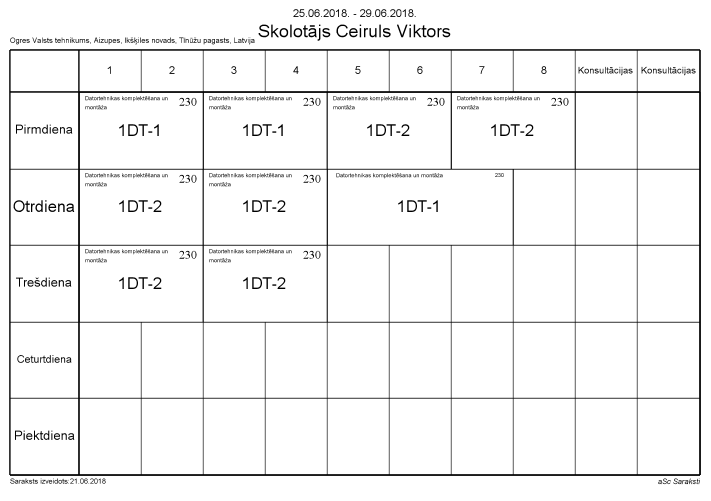 25.06.2018. - 29.06.2018.
Ogres Valsts tehnikums, Aizupes, Ikšķiles novads, Tīnūžu pagasts, Latvija Skolotājs Ceiruls Viktors
1 2 3 4 5 6 7 8 Konsultācijas Konsultācijas
Pirmdiena
Datortehnikas komplektēšana un
montāža
230
1DT-1
Datortehnikas komplektēšana un
montāža
230
1DT-1
Datortehnikas komplektēšana un
montāža
230
1DT-2
Datortehnikas komplektēšana un
montāža
230
1DT-2
Otrdiena
Datortehnikas komplektēšana un
montāža
230
1DT-2
Datortehnikas komplektēšana un
montāža
230
1DT-2
Datortehnikas komplektēšana un montāža 230
1DT-1
Trešdiena
Datortehnikas komplektēšana un
montāža
230
1DT-2
Datortehnikas komplektēšana un
montāža
230
1DT-2
Ceturtdiena
Piektdiena
Saraksts izveidots:21.06.2018 aSc Saraksti